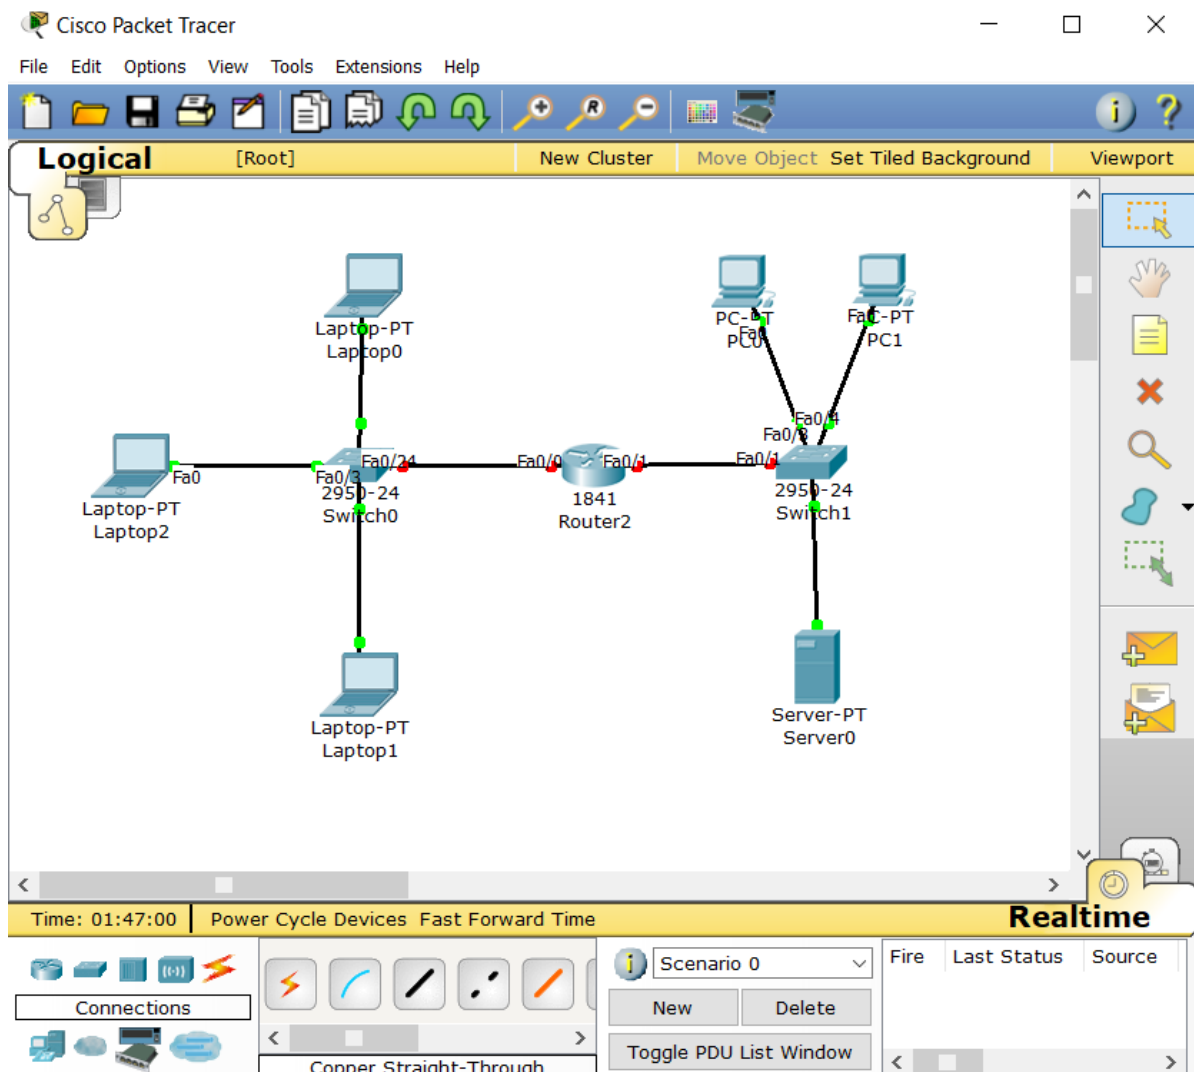 Cisco Packet Tracer
File Edit Options View Tools Extensions Help
Logical [Root] New Cluster Move Object Set Tiled Background Viewport
Laptop-PT
Laptop0
PC-PT
Fa0
PC0
Fa0
C-PT
PC1
Fa0/4
Fa0/3
Fa0
Laptop-PT
Laptop2
Fa0/24
Fa0/3
2950-24
Switch0
Fa0/0
Fa0/1
1841
Router2
Fa0/1
2950-24
Switch1
Laptop-PT
Laptop1
Server-PT
Server0
Time: 01:47:00 Power Cycle Devices Fast Forward Time Realtime
Connections
Copper Straight-Through
Scenario 0
New Delete
Toggle PDU List Window
Fire Last Status Source